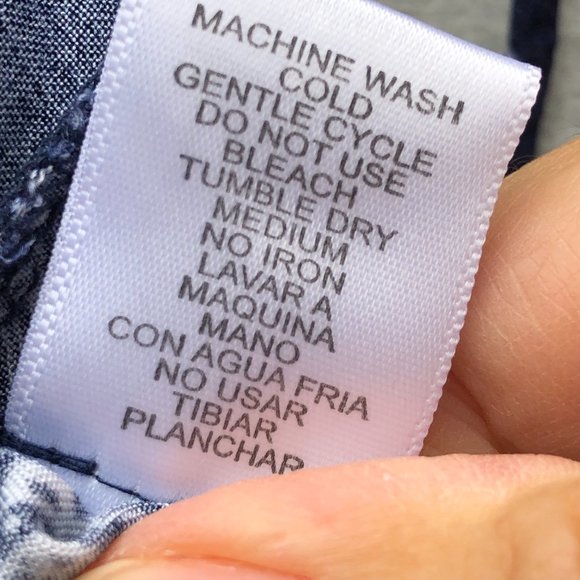 MACHINE WASH
COLD
GENTLE CYCLE
DO NOT USE
BLEACH
TUMBLE DRY
MEDIUM
NO IRON
LAVAR A
MAQUINA
MANO
CON AGUA FRIA
NO USAR
TIBIAR
PLANCHAR